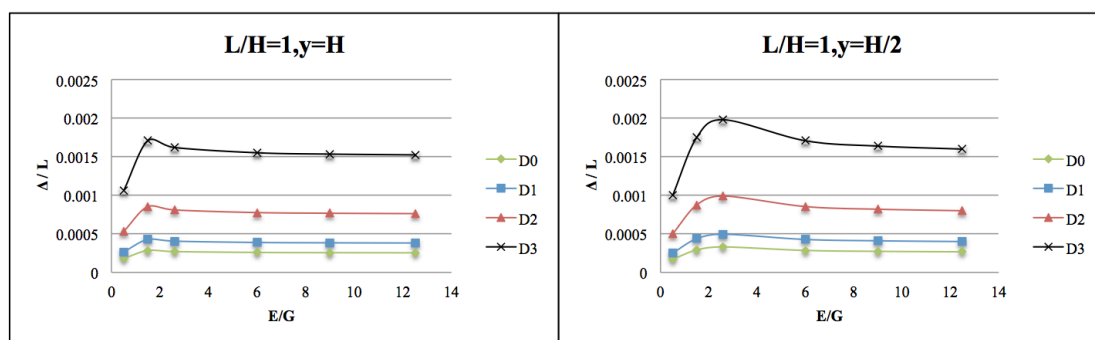 L/H=1,y=H
0.0025
0.002
0.0015
0.001
0.0005
0
Δ / L
0 2 4 6 8 10 12 14
E/G
D0
D1
D2
D3
L/H=1,y=H/2
0.0025
0.002
0.0015
0.001
0.0005
0
Δ / L
0 2 4 6 8 10 12 14
E/G
D0
D1
D2
D3